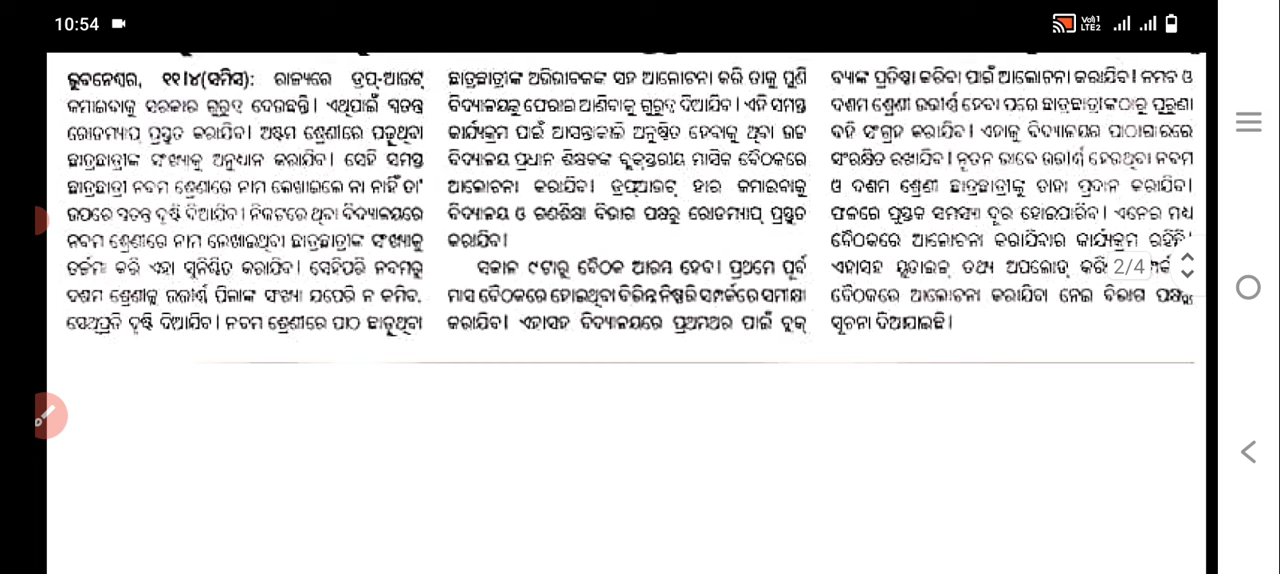 10:54
Vo1
LTE2
ଭୁବନେଶ୍ୱର, ୧୧।୪(ସମିସ): ରାଜ୍ୟରେ ଡ୍ରପ୍-ଆଉଟ୍
କମାଇବାକୁ ସରକାର ଗୁରୁତ୍ୱ ଦେଉଛନ୍ତି। ଏଥିପାଇଁ ସ୍ୱତନ୍ତ୍ର
ରୋଡମ୍ୟାପ୍ ପ୍ରସ୍ତୁତ କରାଯିବ। ଅଷ୍ଟମ ଶ୍ରେଣୀରେ ପଢ଼ୁଥିବା
ଛାତ୍ରଛାତ୍ରୀଙ୍କ ସଂଖ୍ୟାକୁ ଅନୁଧ୍ୟାନ କରାଯିବ। ସେହି ସମସ୍ତ
ଛାତ୍ରଛାତ୍ରୀ ନବମ ଶ୍ରେଣୀରେ ନାମ ଲେଖାଇଲେ ନା ନାହିଁ ତା'
ଉପରେ ସ୍ୱତନ୍ତ୍ର ଦୃଷ୍ଟି ଦିଆଯିବ। ନିକଟରେ ଥିବା ବିଦ୍ୟାଳୟରେ
ନବମ ଶ୍ରେଣୀରେ ନାମ ଲେଖାଇଥିବା ଛାତ୍ରଛାତ୍ରୀଙ୍କ ସଂଖ୍ୟାକୁ
ତର୍ଜମା କରି ଏହା ସୁନିଶ୍ଚିତ କରାଯିବ। ସେହିପରି ନବମରୁ
ଦଶମ ଶ୍ରେଣୀକୁ ଉତ୍ତୀର୍ଣ୍ଣ ପିଲାଙ୍କ ସଂଖ୍ୟା ଯେପରି ନ କମିବ,
ସେଥିପ୍ରତି ଦୃଷ୍ଟି ଦିଆଯିବ। ନବମ ଶ୍ରେଣୀରେ ପାଠ ଛାଡ଼ୁଥିବା
ଛାତ୍ରଛାତ୍ରୀଙ୍କ ଅଭିଭାବକଙ୍କ ସହ ଆଲୋଚନା କରି ତାକୁ ପୁଣି
ବିଦ୍ୟାଳୟକୁ ଫେରାଇ ଆଣିବାକୁ ଗୁରୁତ୍ୱ ଦିଆଯିବ। ଏହି ସମସ୍ତ
କାର୍ଯ୍ୟକ୍ରମ ପାଇଁ ଆସନ୍ତାକାଲି ଅନୁଷ୍ଠିତ ହେବାକୁ ଥିବା ଉଚ୍ଚ
ବିଦ୍ୟାଳୟ ପ୍ରଧାନ ଶିକ୍ଷକଙ୍କ ବ୍ଲକ୍‌ସ୍ତରୀୟ ମାସିକ ବୈଠକରେ
ଆଲୋଚନା କରାଯିବ। ଡ୍ରପ୍‌ଆଉଟ୍ ହାର କମାଇବାକୁ
ବିଦ୍ୟାଳୟ ଓ ଗଣଶିକ୍ଷା ବିଭାଗ ପକ୍ଷରୁ ରୋଡମ୍ୟାପ୍ ପ୍ରସ୍ତୁତ
କରାଯିବ।
ସକାଳ ୯ଟାରୁ ବୈଠକ ଆରମ୍ଭ ହେବ। ପ୍ରଥମେ ପୂର୍ବ
ମାସ ବୈଠକରେ ହୋଇଥିବା ବିଭିନ୍ନ ନିଷ୍ପତ୍ତି ସମ୍ପର୍କରେ ସମୀକ୍ଷା
କରାଯିବ। ଏହାସହ ବିଦ୍ୟାଳୟରେ ପ୍ରଥମଥର ପାଇଁ ବୁକ୍
ବ୍ୟାଙ୍କ ପ୍ରତିଷ୍ଠା କରିବା ପାଇଁ ଆଲୋଚନା କରାଯିବ। ନମବ ଓ
ଦଶମ ଶ୍ରେଣୀ ଉତ୍ତୀର୍ଣ୍ଣ ହେବା ପରେ ଛାତ୍ରଛାତ୍ରୀଙ୍କଠାରୁ ପୁରୁଣା
ବହି ସଂଗ୍ରହ କରାଯିବ। ଏହାକୁ ବିଦ୍ୟାଳୟର ପାଠାଗାରରେ
ସଂରକ୍ଷିତ ରଖାଯିବ। ନୂତନ ଭାବେ ଉତ୍ତୀର୍ଣ୍ଣ ହେଉଥିବା ନବମ
ଓ ଦଶମ ଶ୍ରେଣୀ ଛାତ୍ରଛାତ୍ରୀଙ୍କୁ ତାହା ପ୍ରଦାନ କରାଯିବ।
ଫଳରେ ପୁସ୍ତକ ସମସ୍ୟା ଦୂର ହୋଇପାରିବ। ଏନେଇ ମଧ୍ୟ
ବୈଠକରେ ଆଲୋଚନା କରାଯିବାର କାର୍ଯ୍ୟକ୍ରମ ରହିଛି।
ଏହାସହ ୟୁଡାଇଜ୍ ତଥ୍ୟ ଅପଲୋଡ୍ 2/4
ବୈଠକରେ ଆଲୋଚନା କରାଯିବା ନେଇ ବିଭାଗ ପକ୍ଷରୁ
ସୂଚନା ଦିଆଯାଇଛି।